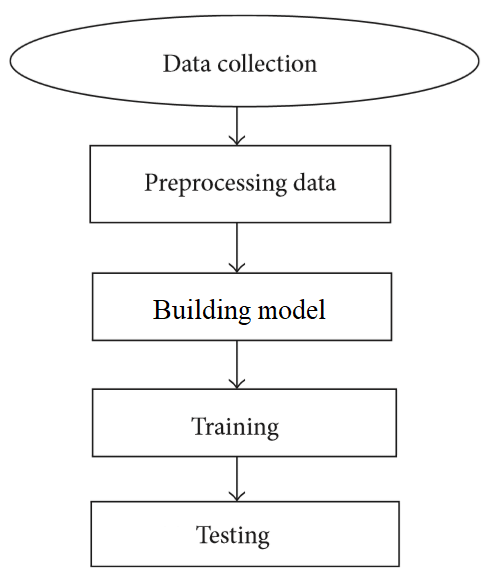 Data collection
Preprocessing data
Building model
Training
Testing